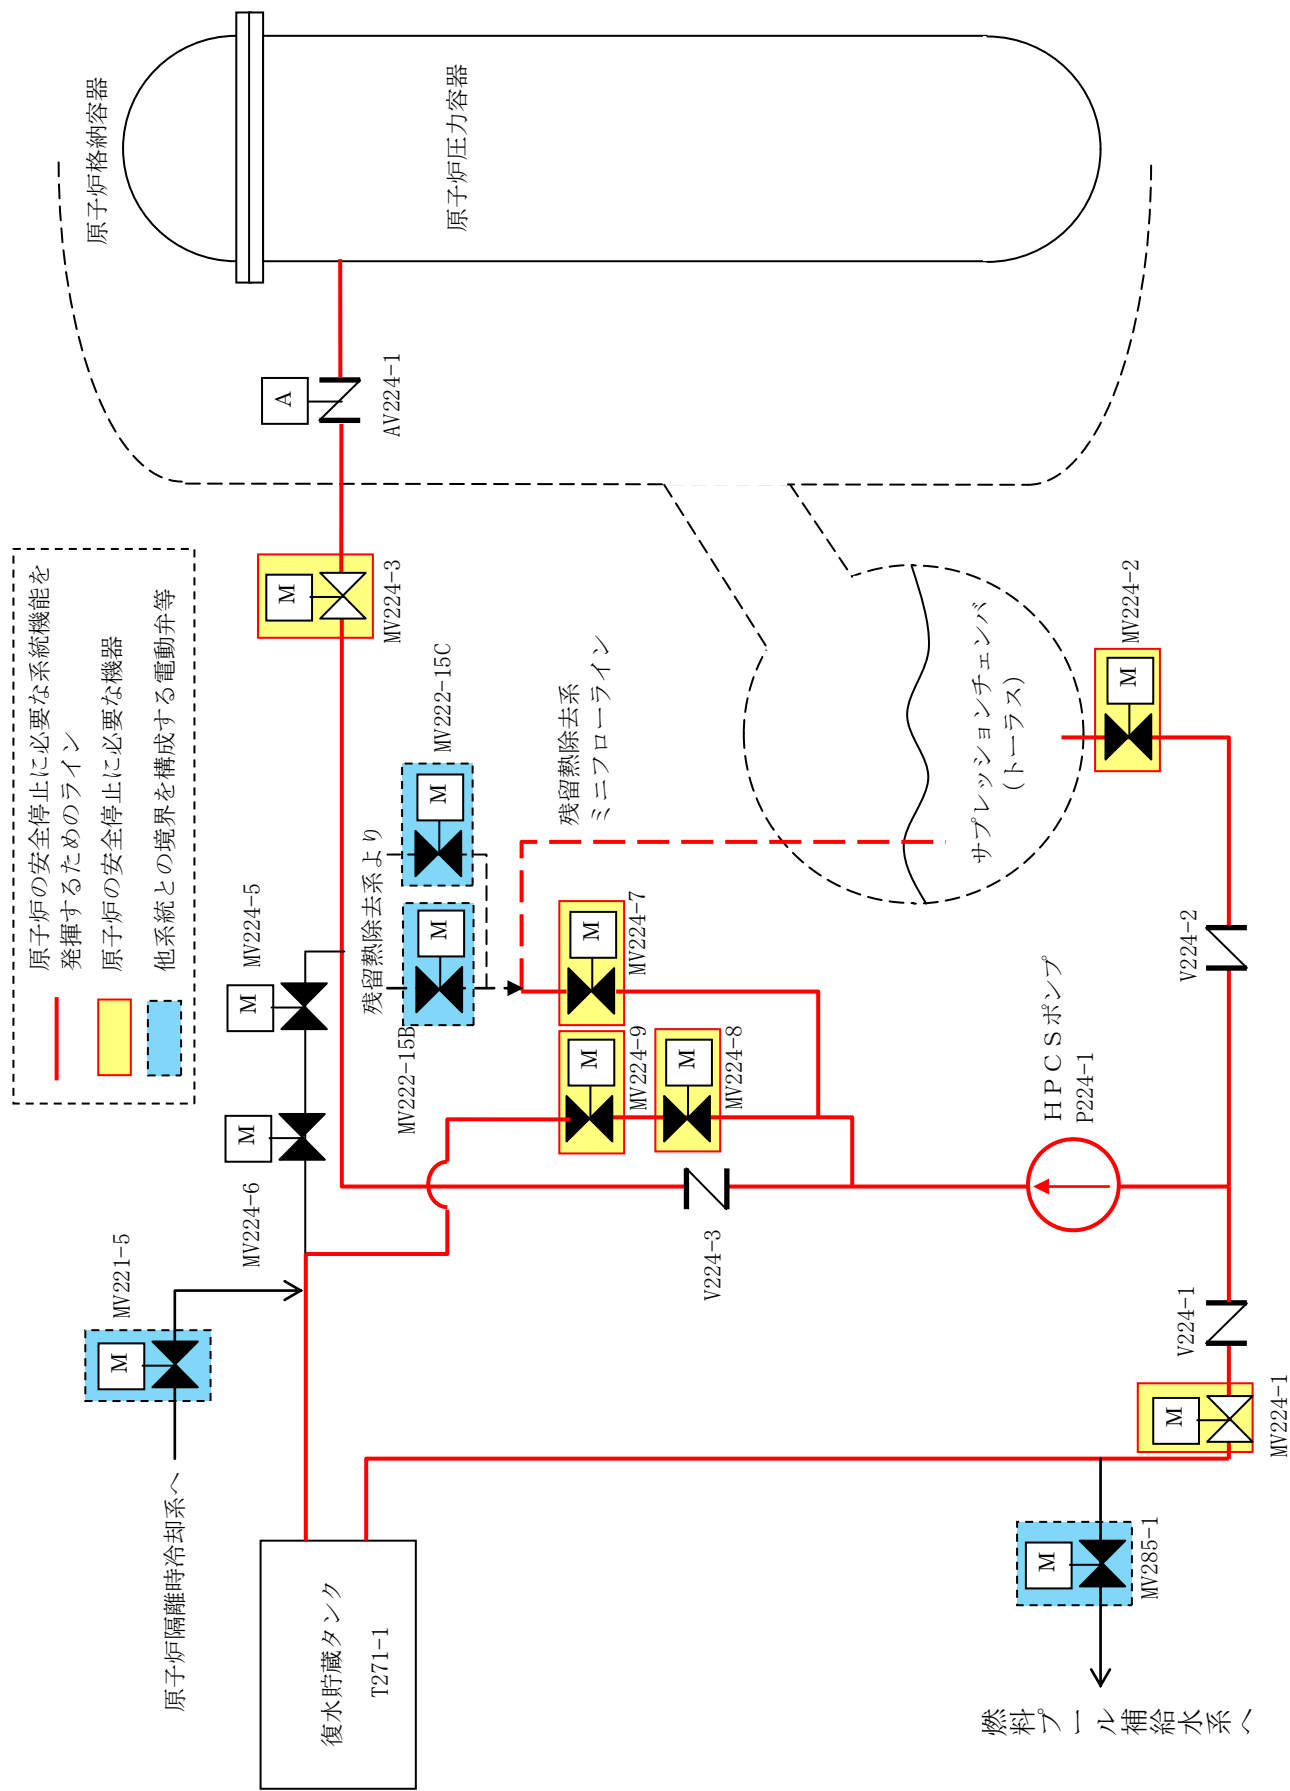 原子炉の安全停止に必要な系統機能を
発揮するためのライン
原子炉の安全停止に必要な機器
他系統との境界を構成する電動弁等
原子炉格納容器
原子炉圧力容器
A
AV224-1
M
MV224-3
M
MV224-5
M
MV224-6
M
MV221-5
原子炉隔離時冷却系へ
復水貯蔵タンク
T271-1
残留熱除去系より
M
MV222-15C
M
MV222-15B
残留熱除去系
ミニフローライン
M
MV224-7
M
MV224-9
M
MV224-8
V224-3
サプレッションチェンバ
(トーラス)
M
MV224-2
V224-2
HPCSポンプ
P224-1
V224-1
M
MV224-1
M
MV285-1
燃料プール補給水系へ